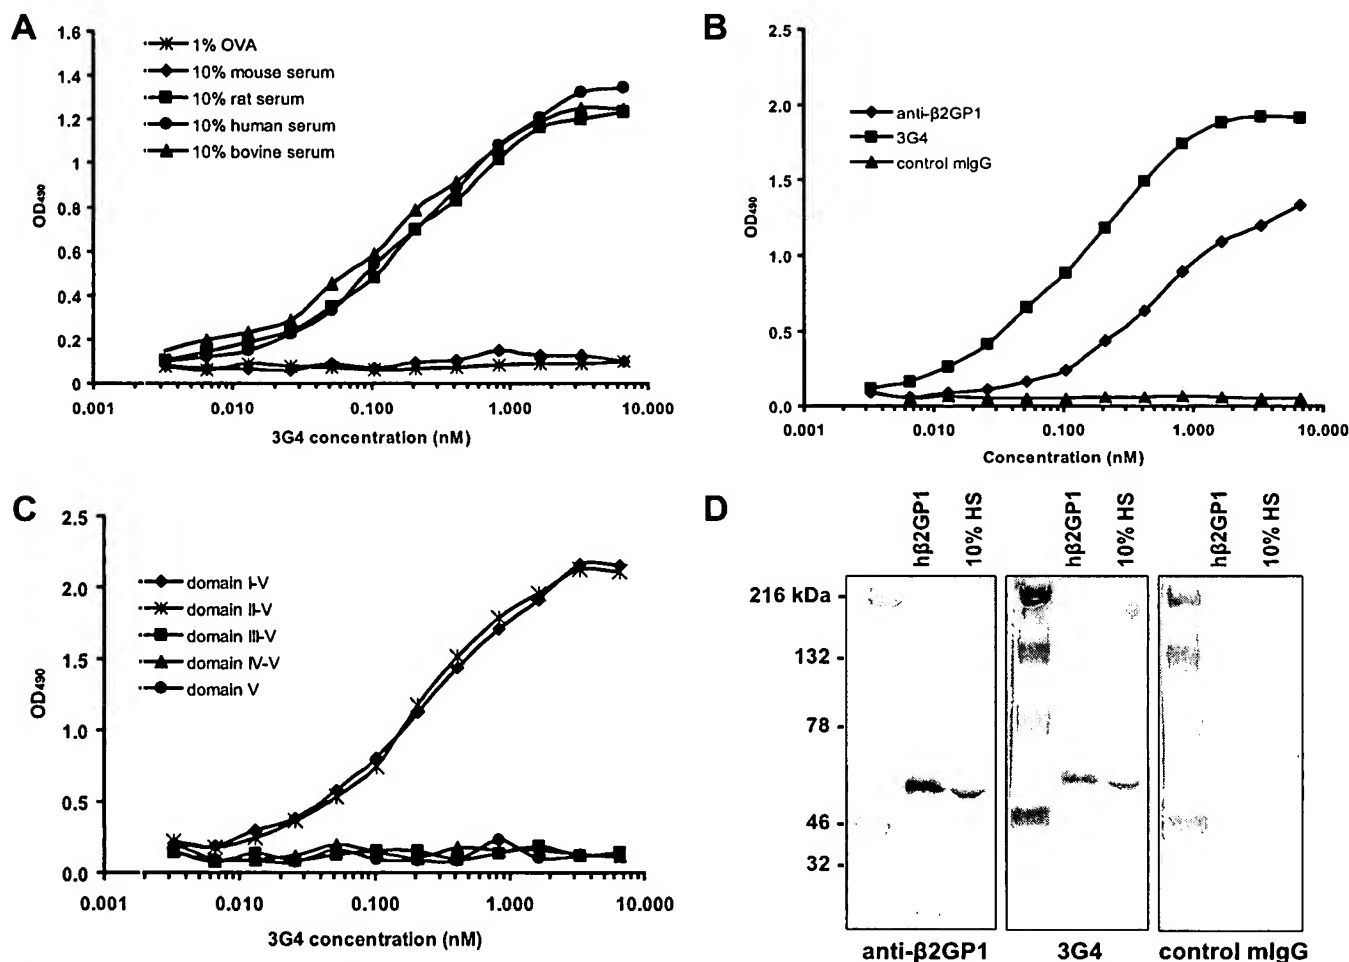 A
1.6
1.4
1.2
1
0.8
0.6
0.4
0.2
0
OD490
1% OVA
10% mouse serum
10% rat serum
10% human serum
10% bovine serum
0.001
0.010
0.100
1.000
10.000
3G4 concentration (nM)
B
2.5
2.0
1.5
1.0
0.5
0.0
OD490
anti-β2GP1
3G4
control mIgG
0.001
0.010
0.100
1.000
10.000
Concentration (nM)
C
2.5
2.0
1.5
1.0
0.5
0.0
OD490
domain I-V
domain II-V
domain III-V
domain IV-V
domain V
0.001
0.010
0.100
1.000
10.000
3G4 concentration (nM)
D
hβ2GP1
10% HS
hβ2GP1
10% HS
hβ2GP1
10% HS
216 kDa
132
78
46
32
anti-β2GP1
3G4
control mIgG